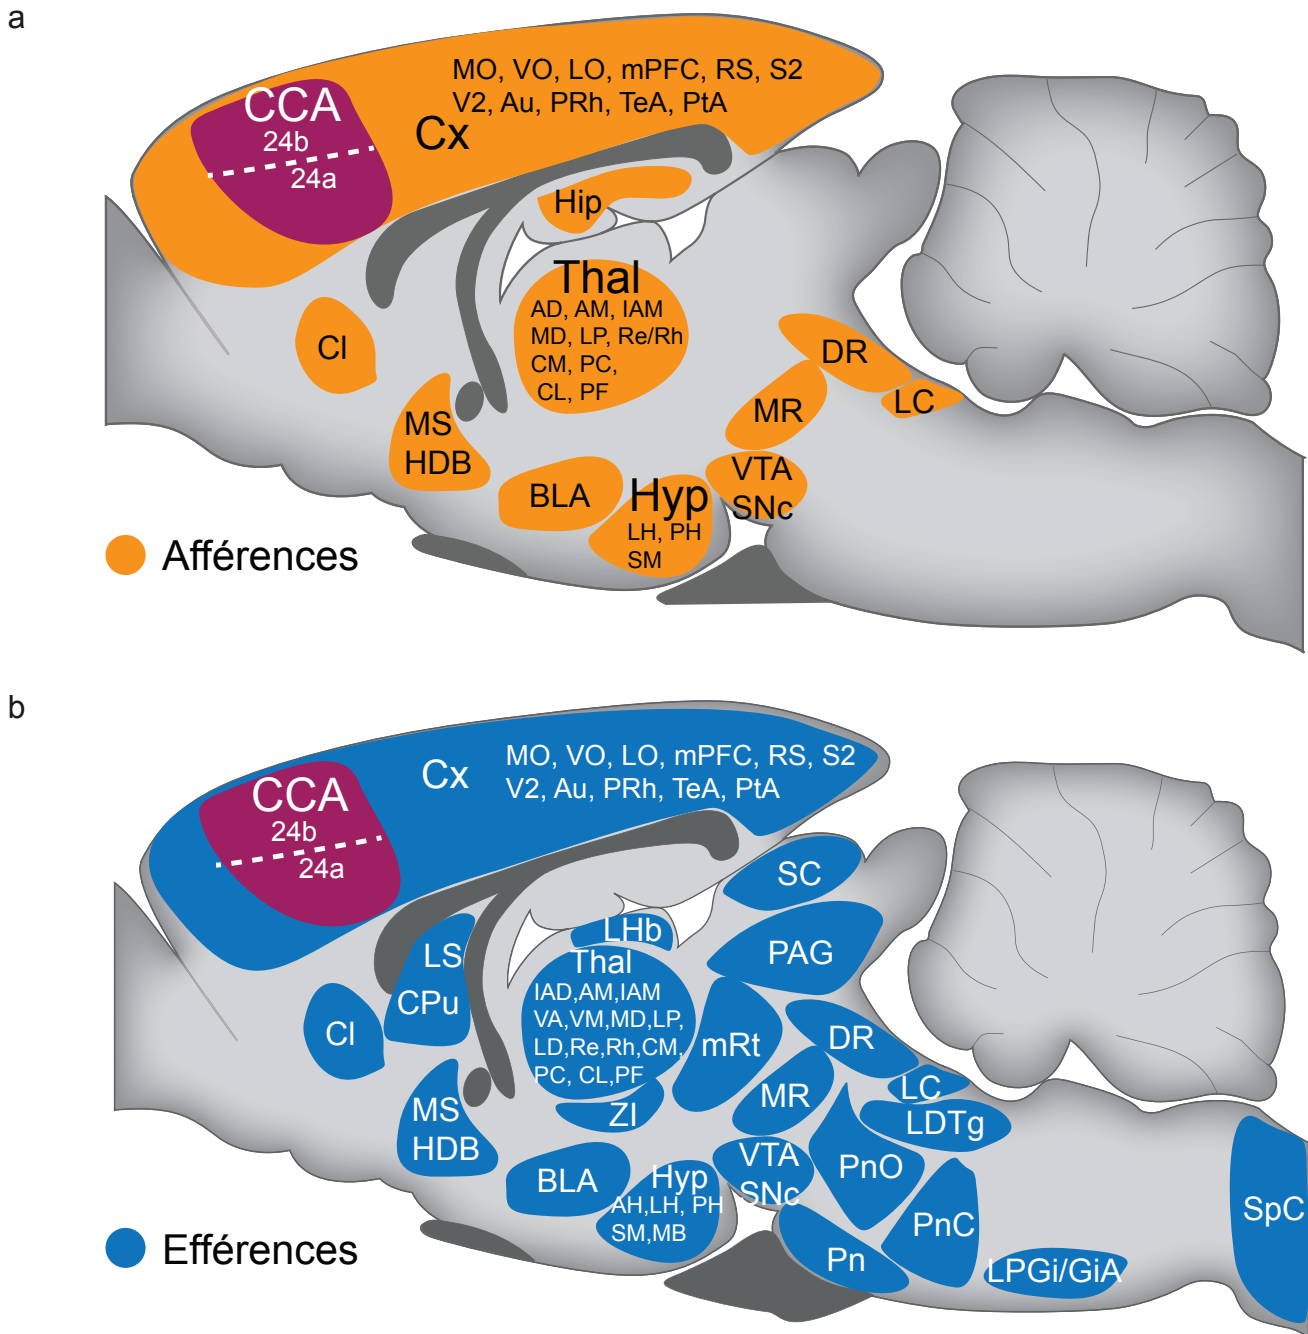 a
MO, VO, LO, mPFC, RS, S2
V2, Au, PRh, TeA, PtA
CCA
24b
24a
Cx
Hip
Thal
AD, AM, IAM
MD, LP, Re/Rh
CM, PC,
CL, PF
Cl
DR
LC
MR
MS
HDB
BLA
Hyp
LH, PH
SM
VTA
SNc
Afférences
b
MO, VO, LO, mPFC, RS, S2
V2, Au, PRh, TeA, PtA
Cx
CCA
24b
24a
SC
LHb
PAG
LS
CPu
Thal
IAD,AM,IAM
VA,VM,MD,LP,
LD,Re,Rh,CM,
PC, CL,PF
Cl
mRt
DR
LC
LDTg
MR
ZI
MS
HDB
BLA
Hyp
AH,LH, PH
SM,MB
VTA
SNc
PnO
PnC
Pn
LPGi/GiA
SpC
Efférences